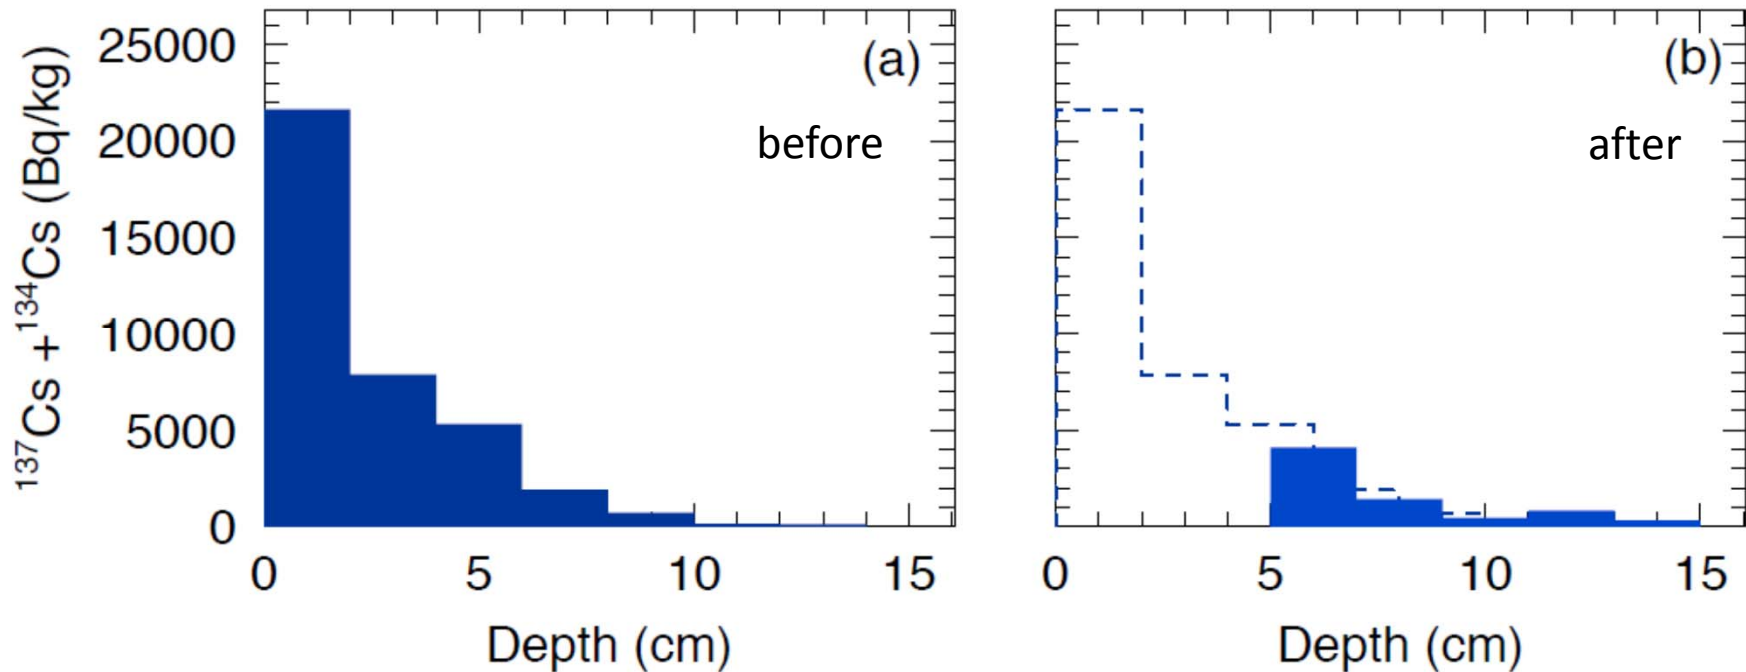 (a)
before
25000
20000
15000
10000
5000
0
¹³⁷Cs +¹³⁴Cs (Bq/kg)
0 5 10 15
Depth (cm)
(b)
after
0 5 10 15
Depth (cm)